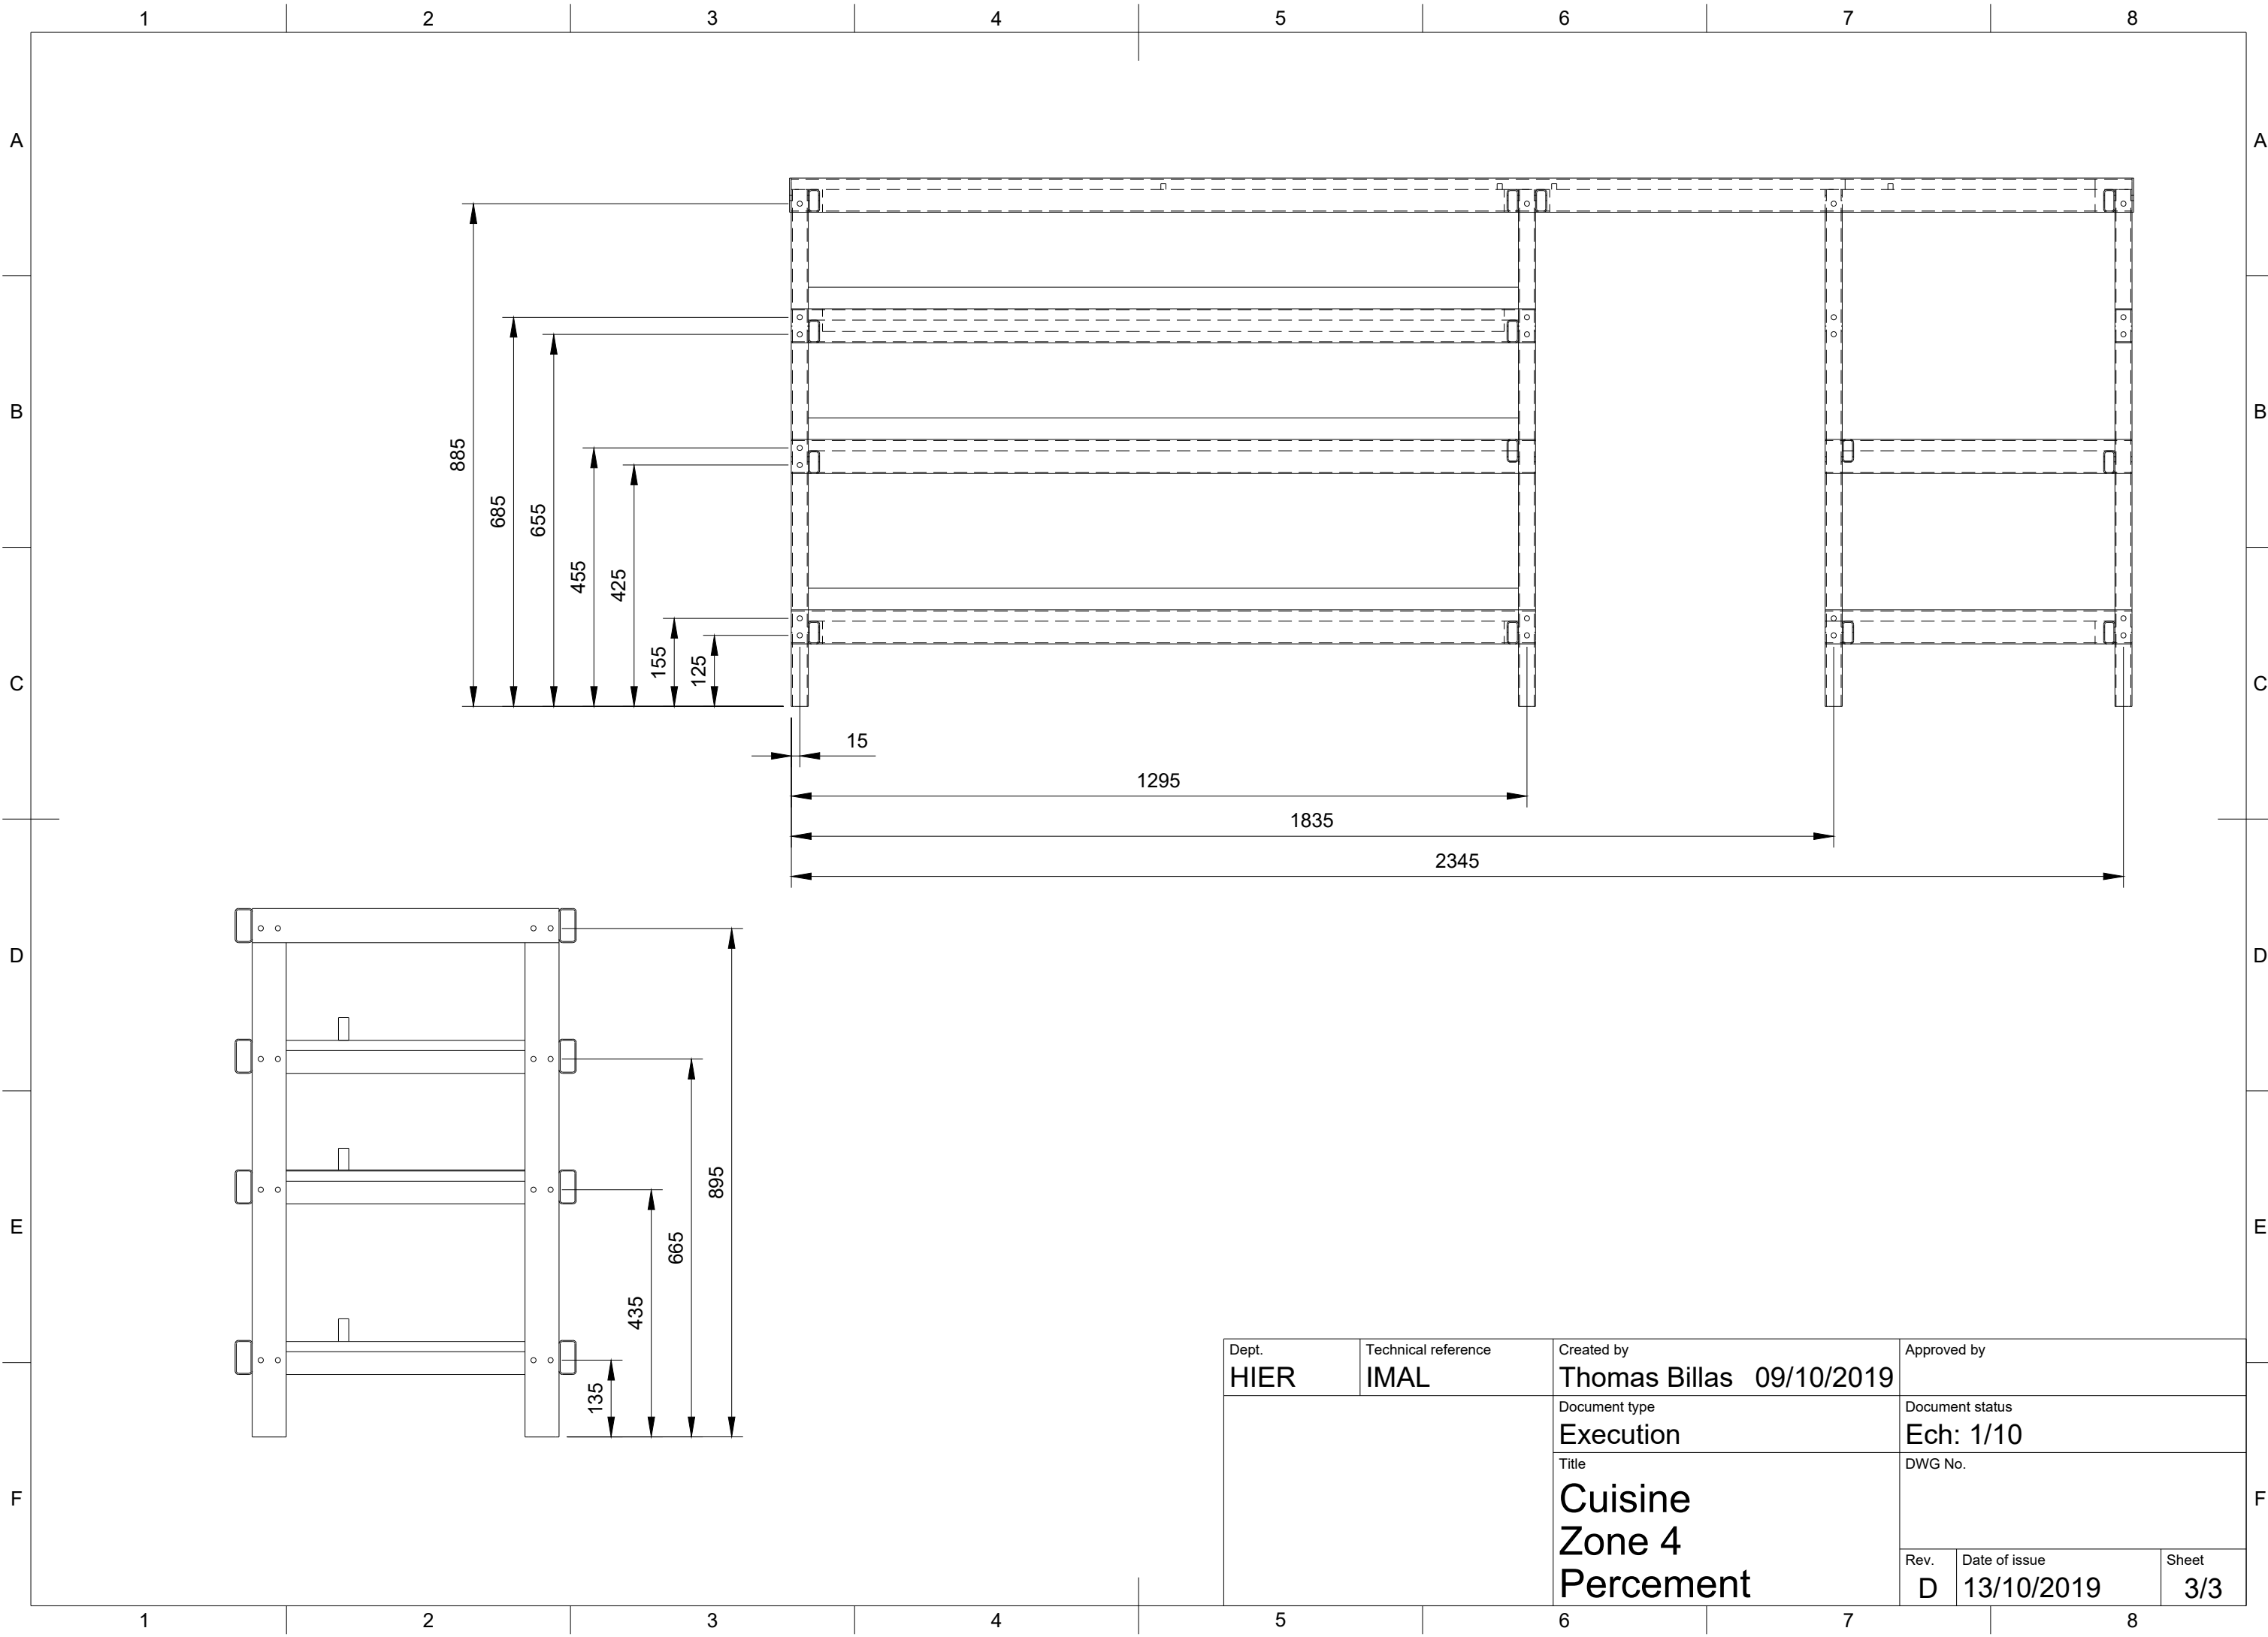 1 2 3 4 5 6 7 8
A A
B B
C C
D D
E E
F F
885
685
655
455
425
155
125
15
1295
1835
2345
895
665
435
135
Dept. Technical reference Created by Approved by
HIER IMAL Thomas Billas 09/10/2019
Document type Document status
Execution Ech: 1/10
Title DWG No.
Cuisine
Zone 4
Percement
Rev. Date of issue Sheet
D 13/10/2019 3/3
1 2 3 4 5 6 7 8